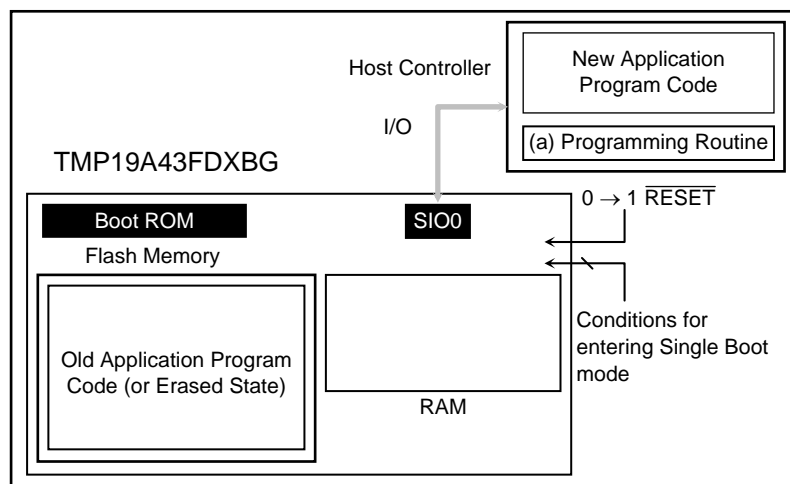 Host Controller
New Application
Program Code
I/O
(a) Programming Routine
TMP19A43FDXBG
Boot ROM
SIO0
0 → 1 RESET
Flash Memory
Old Application Program
Code (or Erased State)
RAM
Conditions for
entering Single Boot
mode